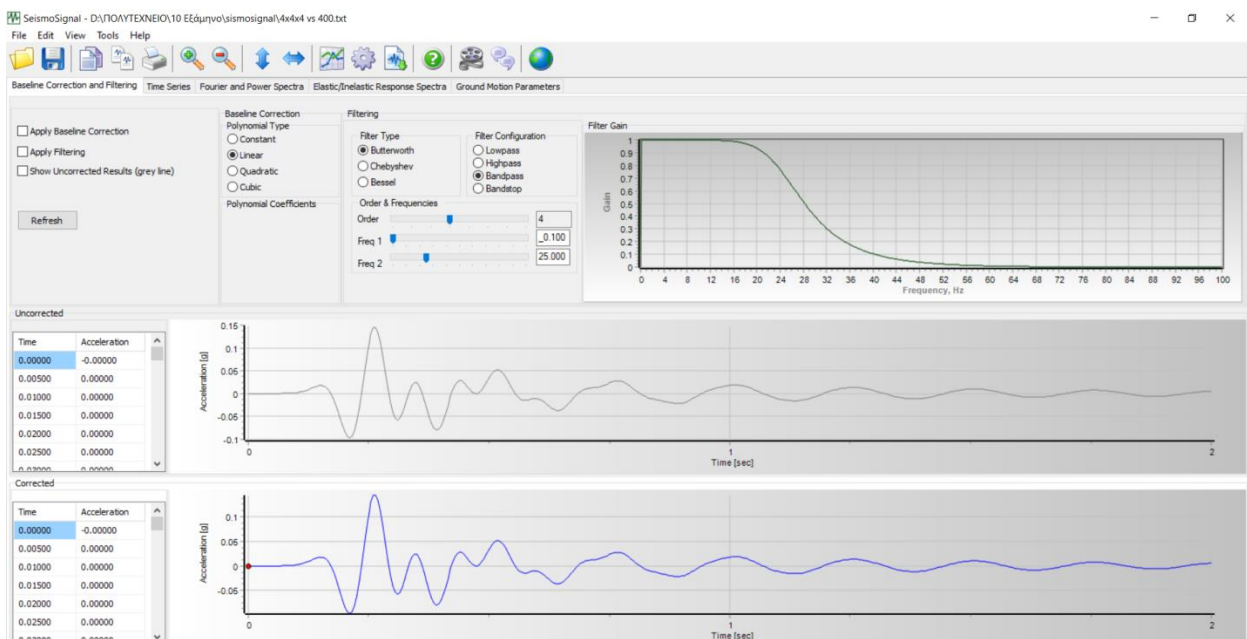 SeismoSignal - D:\ΠΟΛΥΤΕΧΝΕΙΟ\10 Εξάμηνο\sismosignal\4x4x4 vs 400.txt
File Edit View Tools Help
Baseline Correction and Filtering Time Series Fourier and Power Spectra Elastic/Inelastic Response Spectra Ground Motion Parameters
Apply Baseline Correction
Apply Filtering
Show Uncorrected Results (grey line)
Refresh
Baseline Correction
Polynomial Type
Constant
Linear
Quadratic
Cubic
Polynomial Coefficients
Filtering
Filter Type
Butterworth
Chebyshev
Bessel
Filter Configuration
Lowpass
Highpass
Bandpass
Bandstop
Order & Frequencies
Order 4
Freq 1 _0.100
Freq 2 25.000
Filter Gain
Gain
1
0.9
0.8
0.7
0.6
0.5
0.4
0.3
0.2
0.1
0
0 4 8 12 16 20 24 28 32 36 40 44 48 52 56 60 64 68 72 76 80 84 88 92 96 100
Frequency, Hz
Uncorrected
Time Acceleration
0.00000 -0.00000
0.00500 0.00000
0.01000 0.00000
0.01500 0.00000
0.02000 0.00000
0.02500 0.00000
0.03000 0.00000
Acceleration [g]
0.15
0.1
0.05
0
-0.05
-0.1
0 1 2
Time [sec]
Corrected
Time Acceleration
0.00000 -0.00000
0.00500 0.00000
0.01000 0.00000
0.01500 0.00000
0.02000 0.00000
0.02500 0.00000
Acceleration [g]
0.1
0.05
0
-0.05
0 1 2
Time [sec]